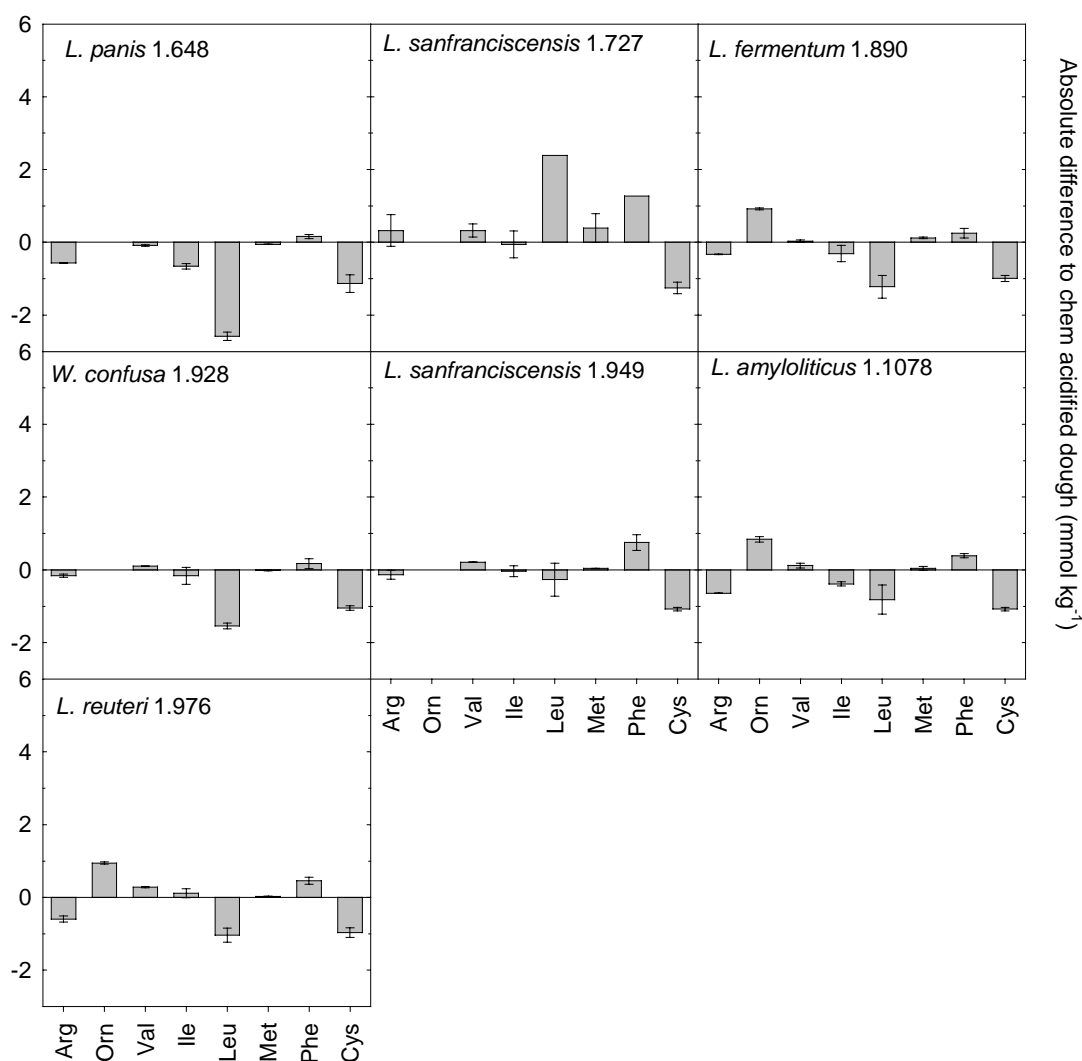 6
4
2
0
-2
L. panis 1.648
L. sanfranciscensis 1.727
L. fermentum 1.890
6
4
2
0
-2
W. confusa 1.928
L. sanfranciscensis 1.949
L. amyloliticus 1.1078
6
4
2
0
-2
L. reuteri 1.976
Arg
Orn
Val
Ile
Leu
Met
Phe
Cys
Arg
Orn
Val
Ile
Leu
Met
Phe
Cys
Arg
Orn
Val
Ile
Leu
Met
Phe
Cys
Absolute difference to chem acidified dough (mmol kg⁻¹)